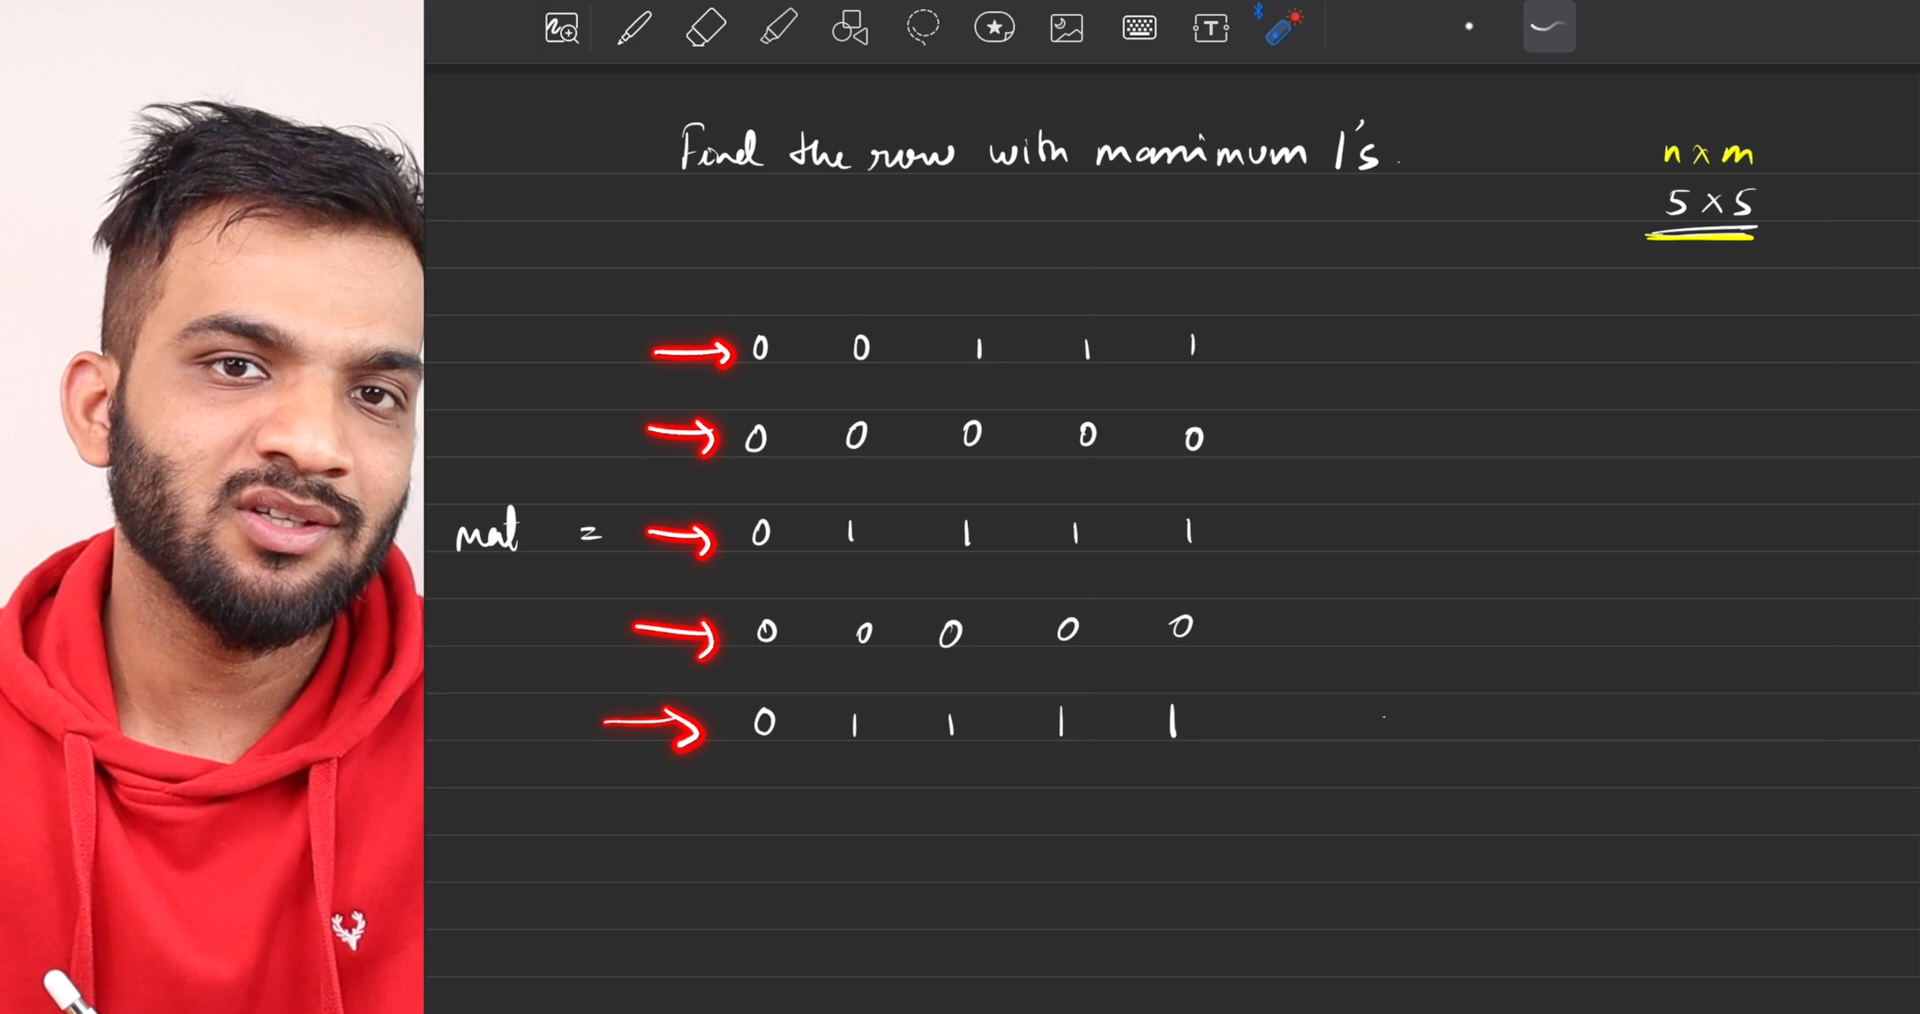 Find the row with maximum 1's.
n x m
5 x 5
0 0 1 1 1
0 0 0 0 0
mat = 0 1 1 1 1
0 0 0 0 0
0 1 1 1 1